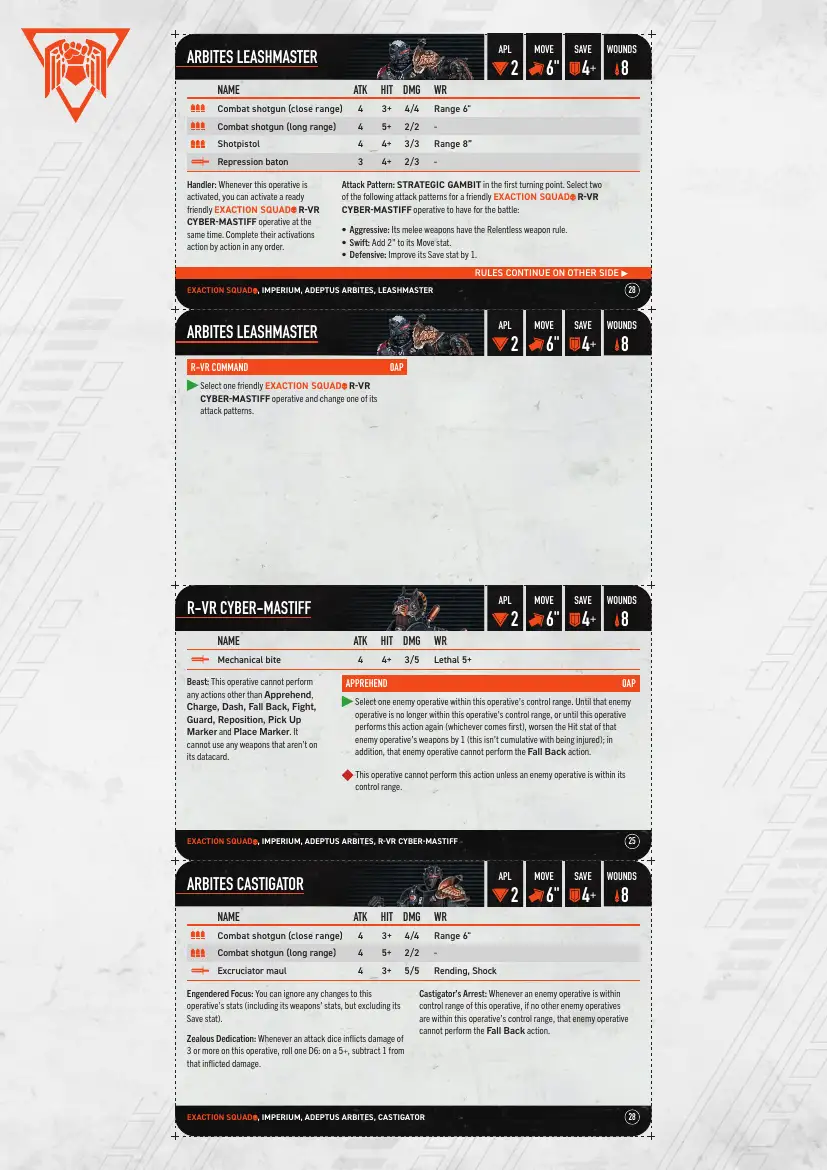 ARBITES LEASHMASTER
APL MOVE SAVE WOUNDS
2 6" 4+ 8
NAME ATK HIT DMG WR
Combat shotgun (close range) 4 3+ 4/4 Range 6"
Combat shotgun (long range) 4 5+ 2/2 -
Shotpistol 4 4+ 3/3 Range 8"
Repression baton 3 4+ 2/3 -
Handler: Whenever this operative is
activated, you can activate a ready
friendly EXACTION SQUAD R-VR
CYBER-MASTIFF operative at the
same time. Complete their activations
action by action in any order.
Attack Pattern: STRATEGIC GAMBIT in the first turning point. Select two
of the following attack patterns for a friendly EXACTION SQUAD R-VR
CYBER-MASTIFF operative to have for the battle:
• Aggressive: Its melee weapons have the Relentless weapon rule.
• Swift: Add 2" to its Move stat.
• Defensive: Improve its Save stat by 1.
RULES CONTINUE ON OTHER SIDE ▶
EXACTION SQUAD, IMPERIUM, ADEPTUS ARBITES, LEASHMASTER 28
ARBITES LEASHMASTER
APL MOVE SAVE WOUNDS
2 6" 4+ 8
R-VR COMMAND 0AP
Select one friendly EXACTION SQUAD R-VR
CYBER-MASTIFF operative and change one of its
attack patterns.
R-VR CYBER-MASTIFF
APL MOVE SAVE WOUNDS
2 6" 4+ 8
NAME ATK HIT DMG WR
Mechanical bite 4 4+ 3/5 Lethal 5+
Beast: This operative cannot perform
any actions other than Apprehend,
Charge, Dash, Fall Back, Fight,
Guard, Reposition, Pick Up
Marker and Place Marker. It
cannot use any weapons that aren't on
its datacard.
APPREHEND 0AP
Select one enemy operative within this operative's control range. Until that enemy
operative is no longer within this operative's control range, or until this operative
performs this action again (whichever comes first), worsen the Hit stat of that
enemy operative's weapons by 1 (this isn't cumulative with being injured); in
addition, that enemy operative cannot perform the Fall Back action.
This operative cannot perform this action unless an enemy operative is within its
control range.
EXACTION SQUAD, IMPERIUM, ADEPTUS ARBITES, R-VR CYBER-MASTIFF 25
ARBITES CASTIGATOR
APL MOVE SAVE WOUNDS
2 6" 4+ 8
NAME ATK HIT DMG WR
Combat shotgun (close range) 4 3+ 4/4 Range 6"
Combat shotgun (long range) 4 5+ 2/2 -
Excruciator maul 4 3+ 5/5 Rending, Shock
Engendered Focus: You can ignore any changes to this
operative's stats (including its weapons' stats, but excluding its
Save stat).
Zealous Dedication: Whenever an attack dice inflicts damage of
3 or more on this operative, roll one D6: on a 5+, subtract 1 from
that inflicted damage.
Castigator's Arrest: Whenever an enemy operative is within
control range of this operative, if no other enemy operatives
are within this operative's control range, that enemy operative
cannot perform the Fall Back action.
EXACTION SQUAD, IMPERIUM, ADEPTUS ARBITES, CASTIGATOR 28